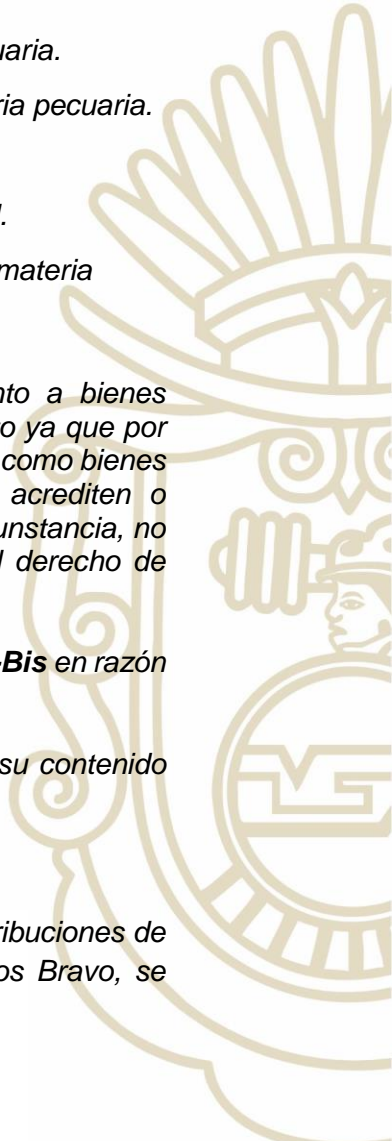 uaria.
ria pecuaria.
l.
materia
nto a bienes
o ya que por
como bienes
acrediten o
unstancia, no
l derecho de
-Bis en razón
su contenido
ribuciones de
os Bravo, se